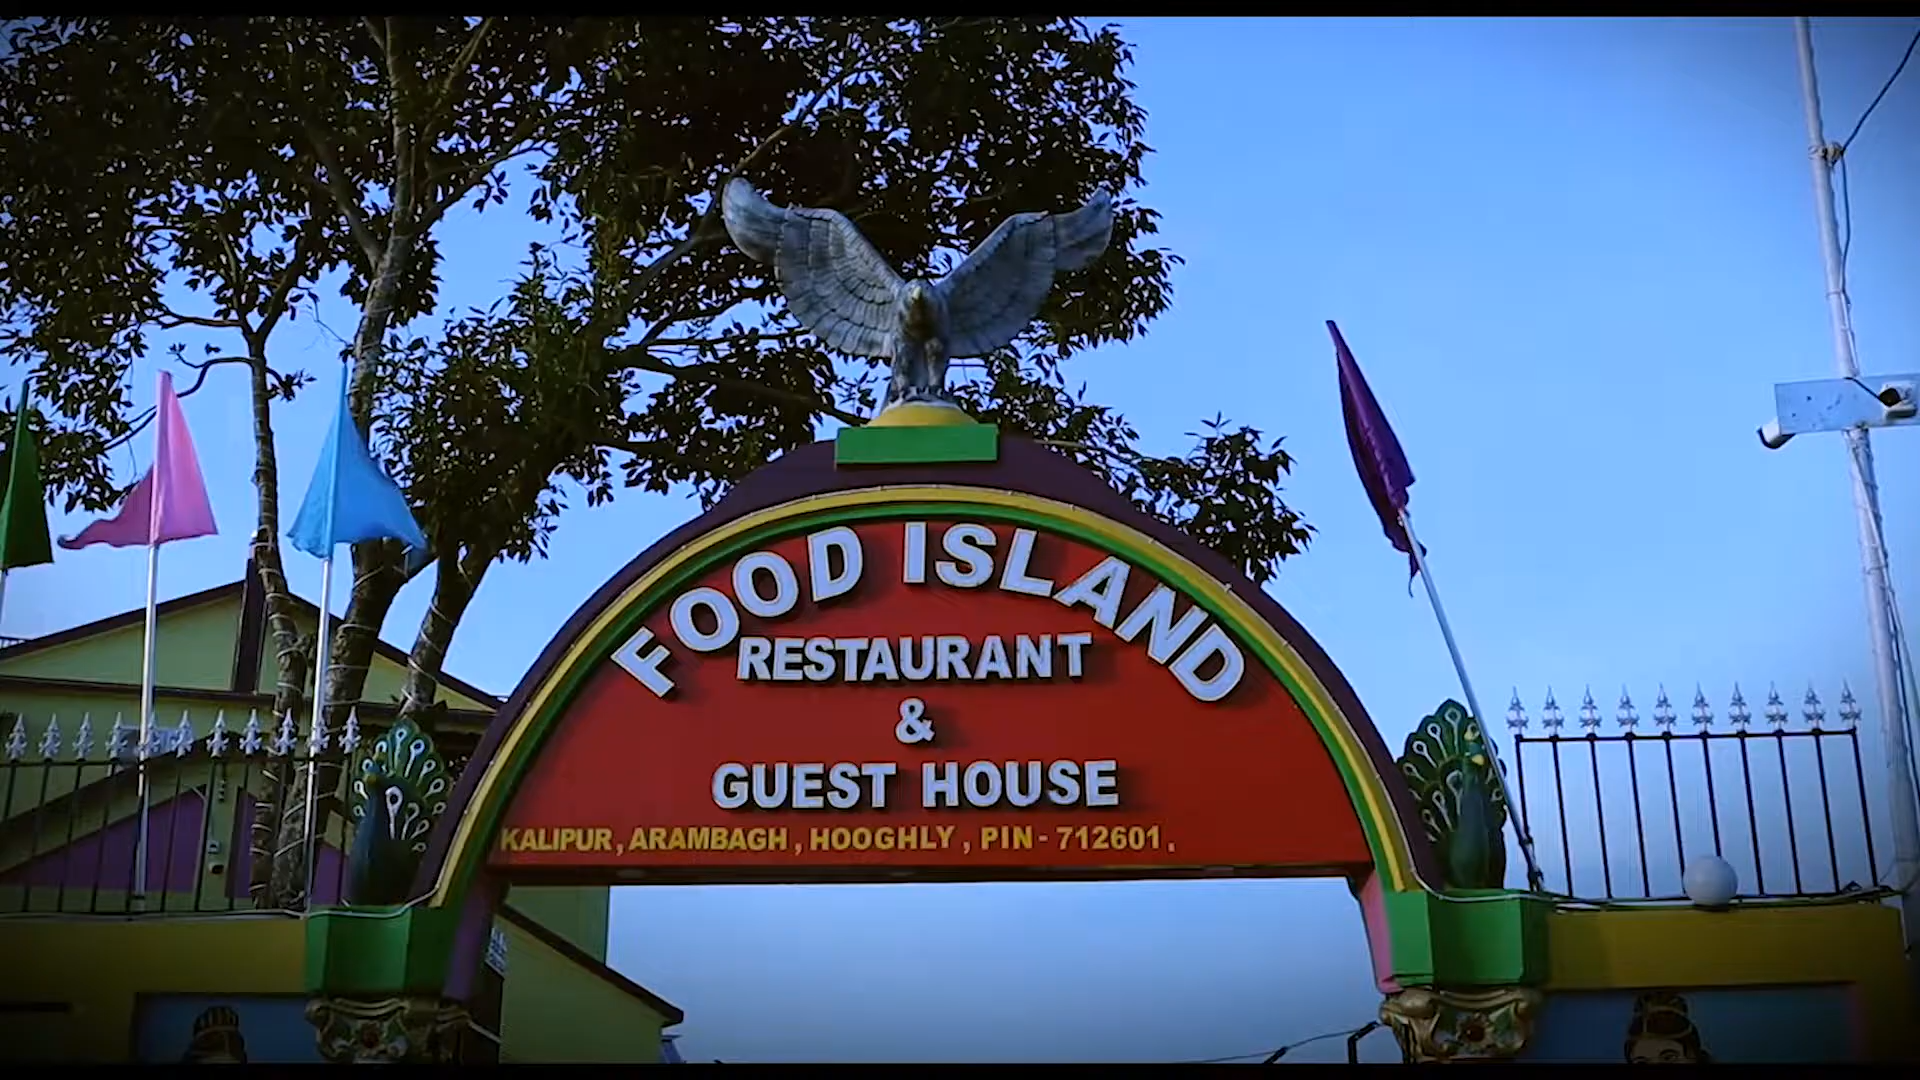 FOOD ISLAND
RESTAURANT
&
GUEST HOUSE
KALIPUR, ARAMBAGH, HOOGHLY, PIN - 712601.